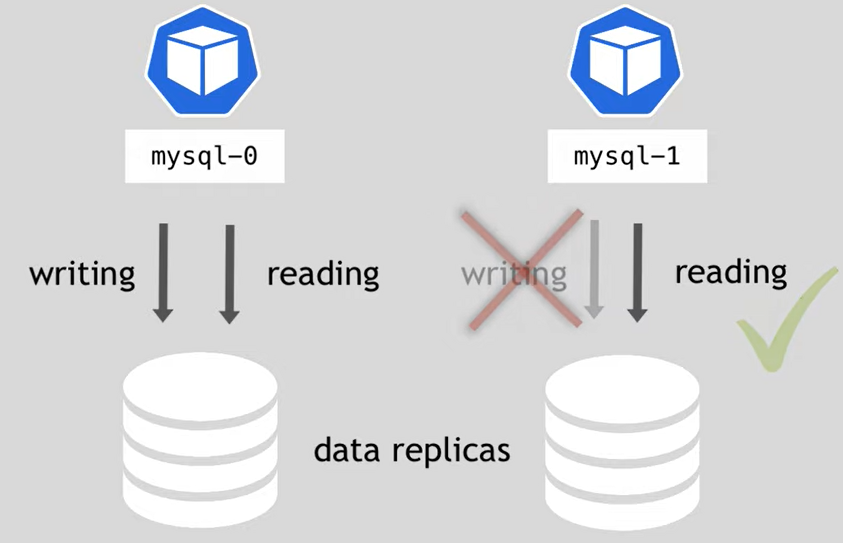 mysql-0
mysql-1
writing
reading
writing
reading
data replicas